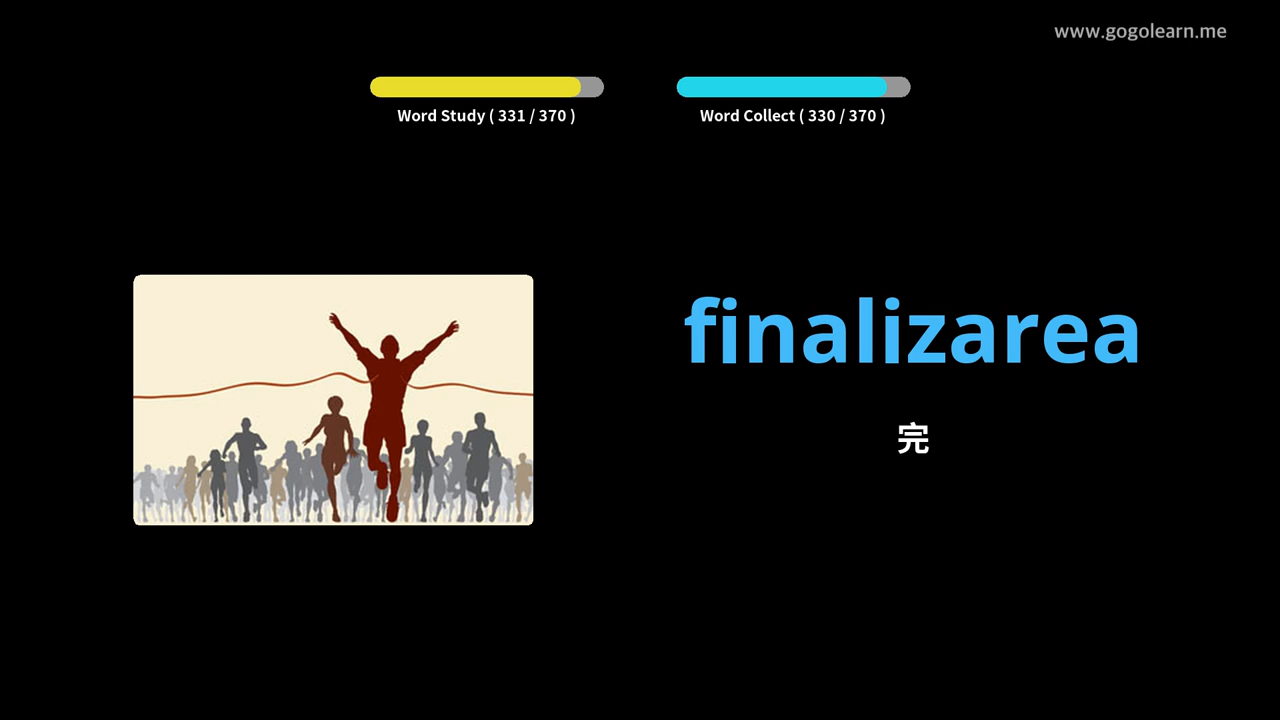 www.gogolearn.me
Word Study ( 331 / 370 )
Word Collect ( 330 / 370 )
finalizarea
完